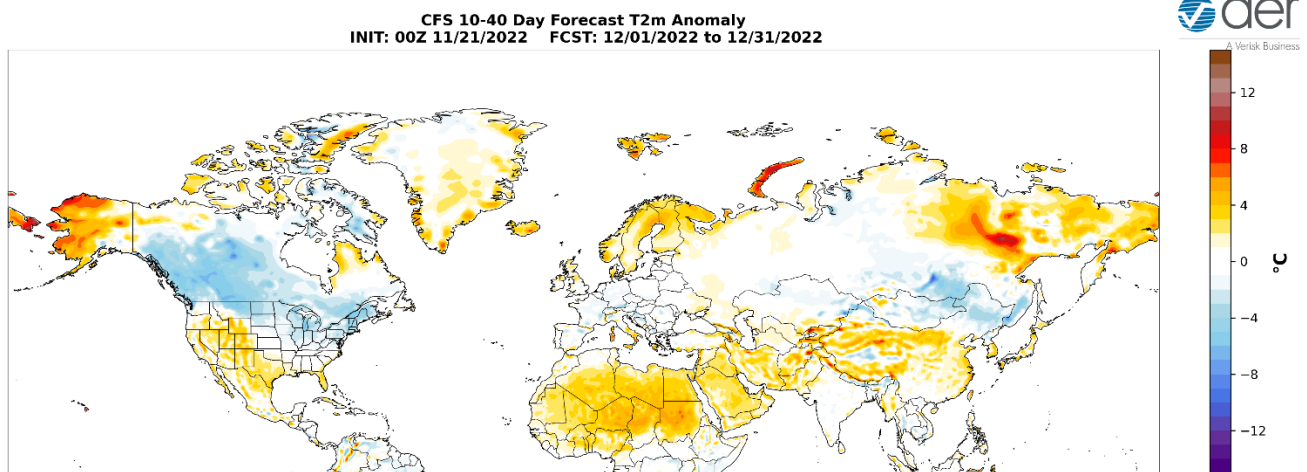 CFS 10-40 Day Forecast T2m Anomaly
INIT: 00Z 11/21/2022 FCST: 12/01/2022 to 12/31/2022
aer
A Verisk Business
12
8
4
0
−4
−8
−12
°C